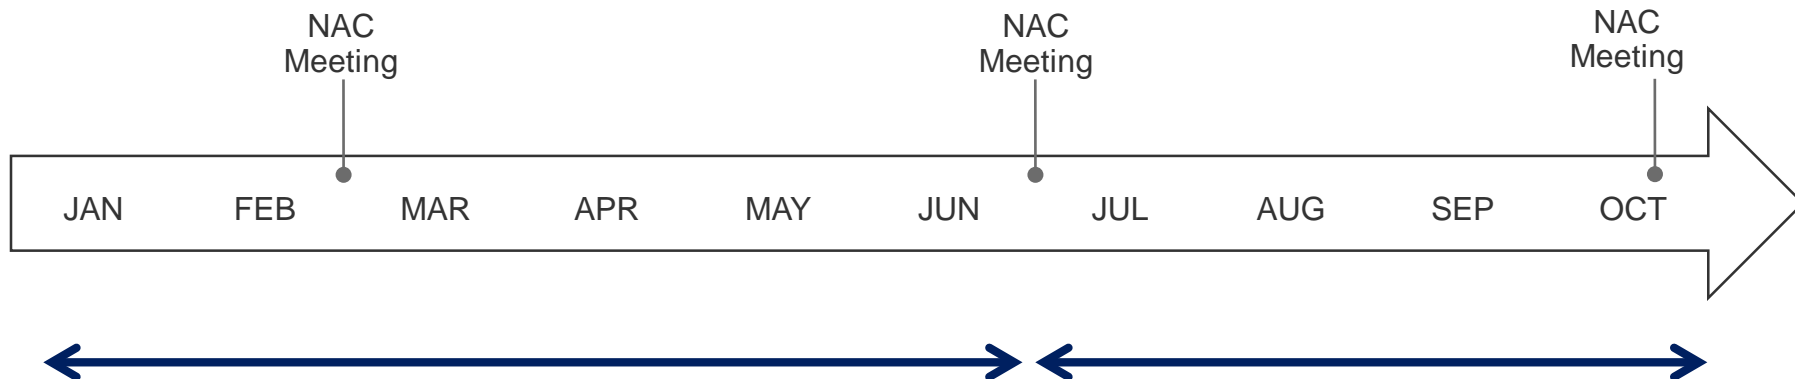 NAC
Meeting
NAC
Meeting
NAC
Meeting
JAN FEB MAR APR MAY JUN JUL AUG SEP OCT